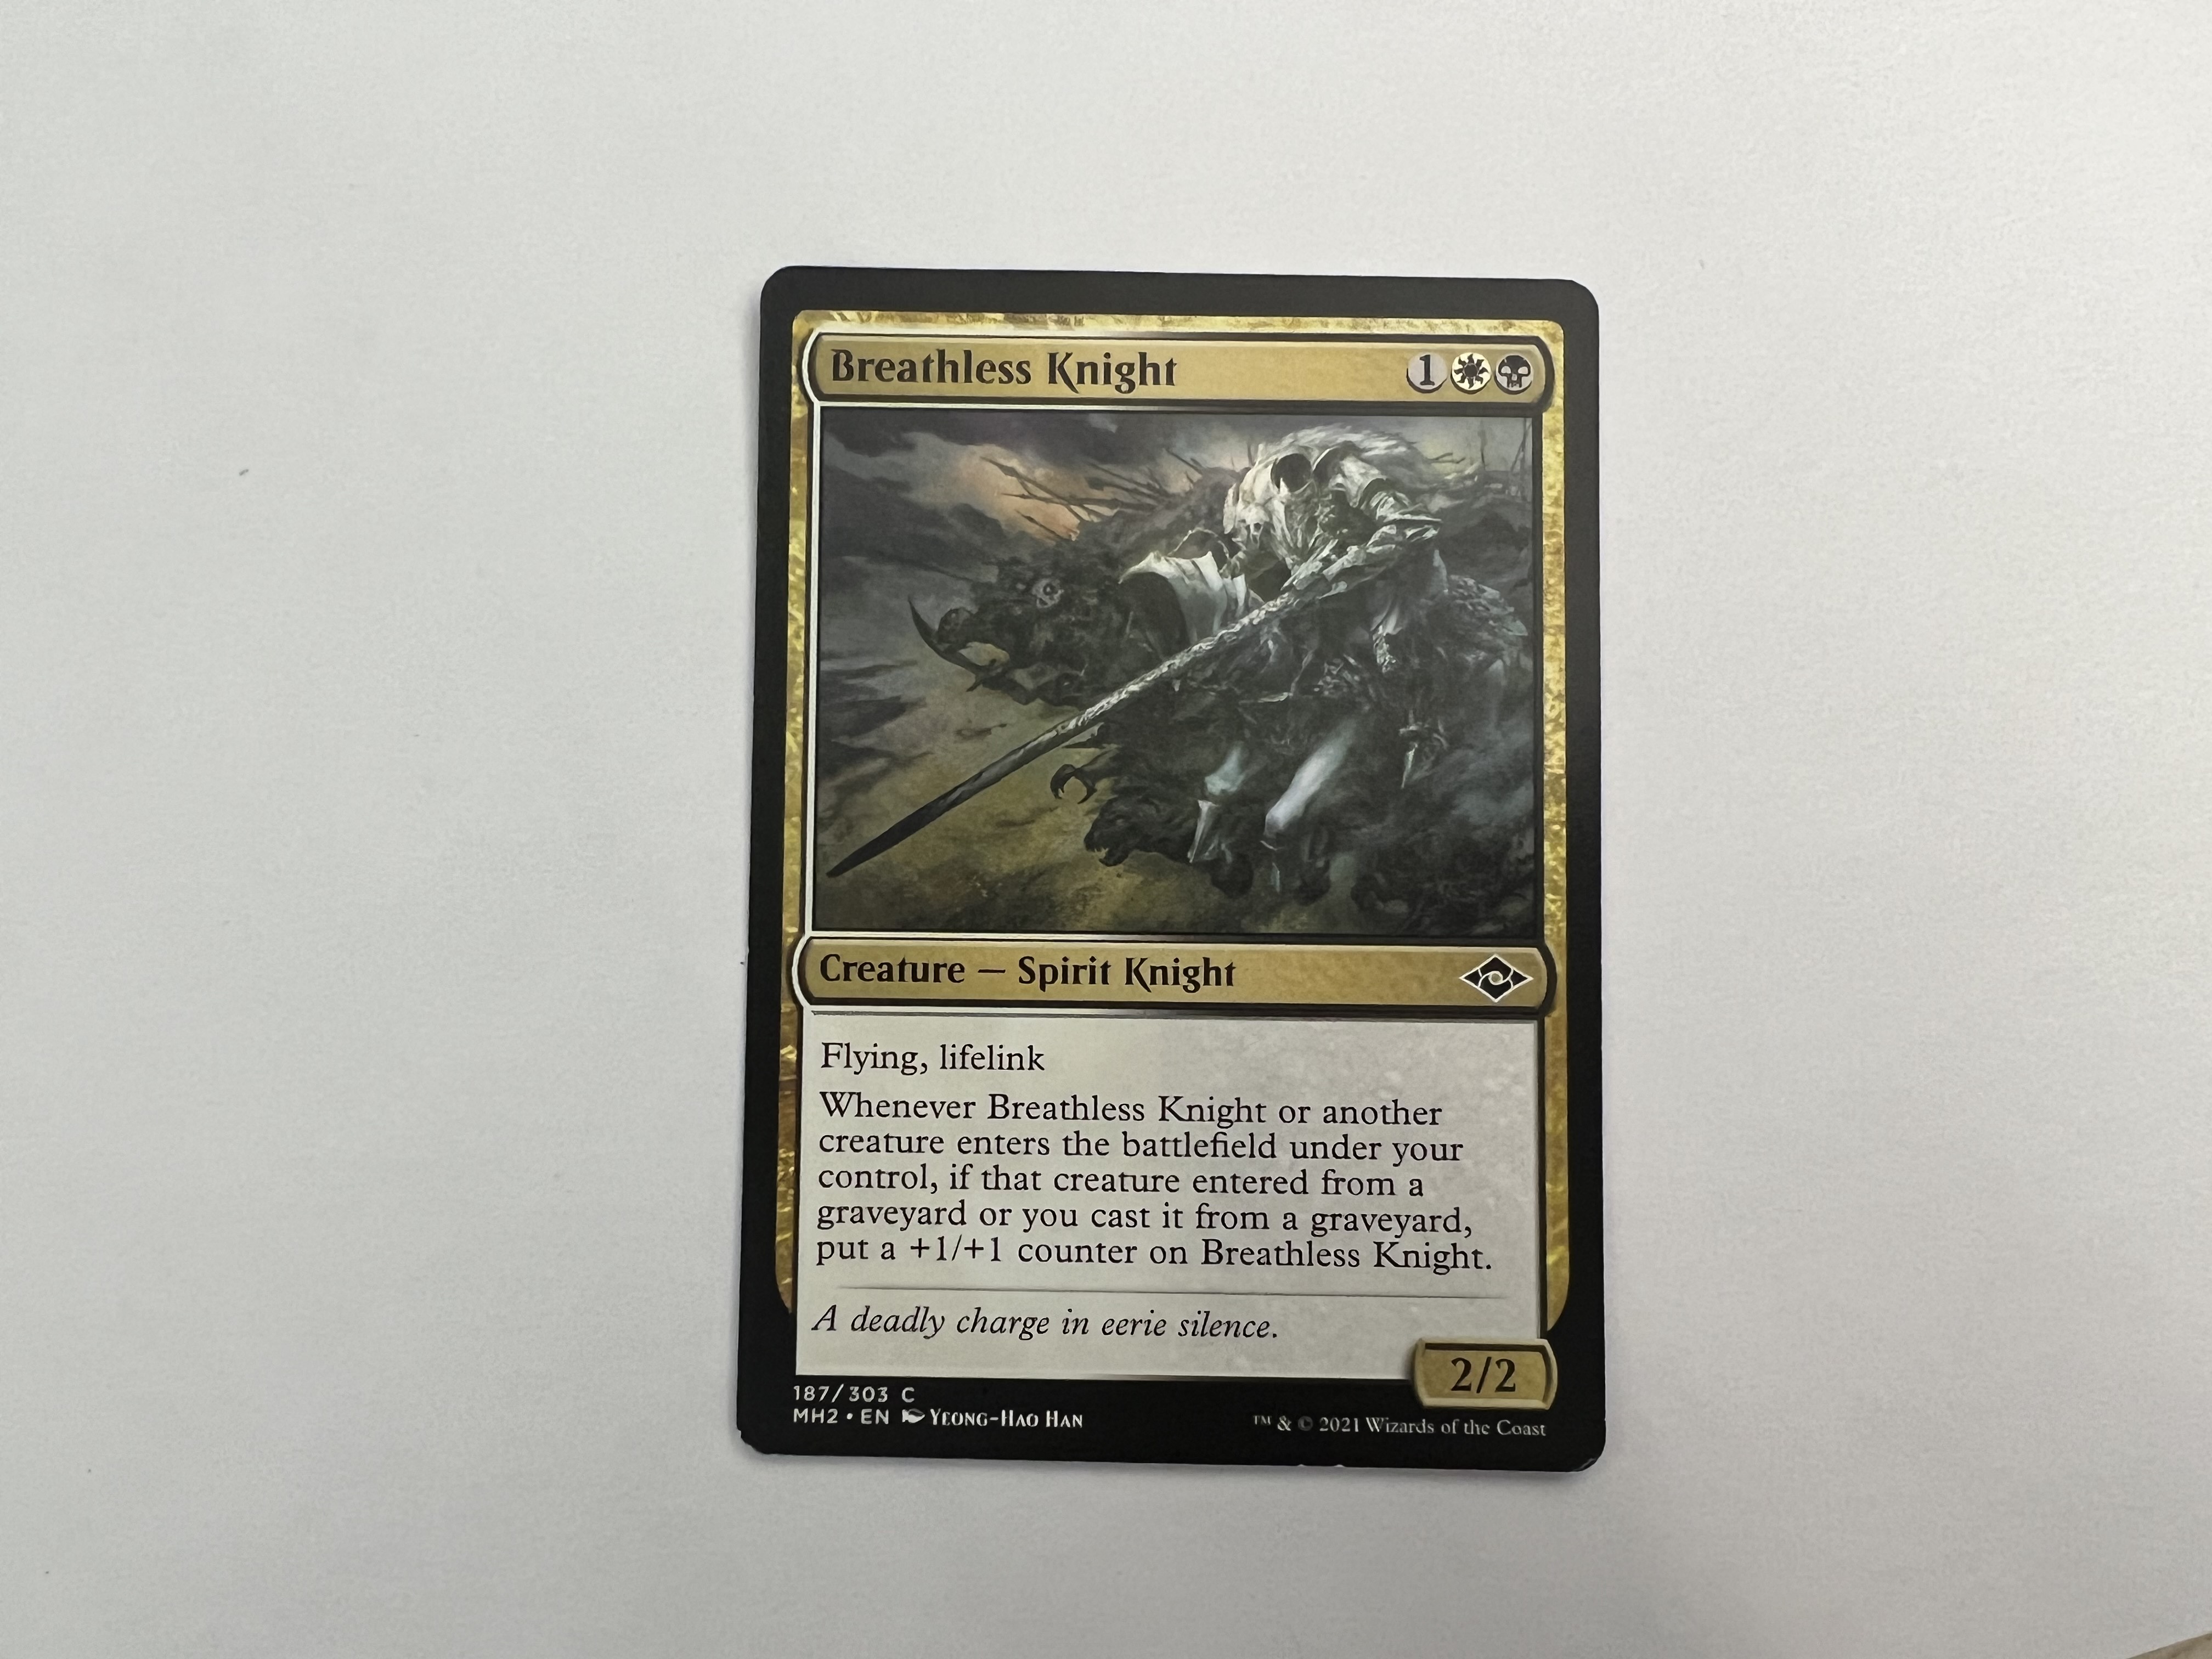 Breathless Knight
1
Creature — Spirit Knight
Flying, lifelink
Whenever Breathless Knight or another
creature enters the battlefield under your
control, if that creature entered from a
graveyard or you cast it from a graveyard,
put a +1/+1 counter on Breathless Knight.
A deadly charge in eerie silence.
2/2
187/303 C
MH2 • EN Yeong-Hao Han
™ & © 2021 Wizards of the Coast